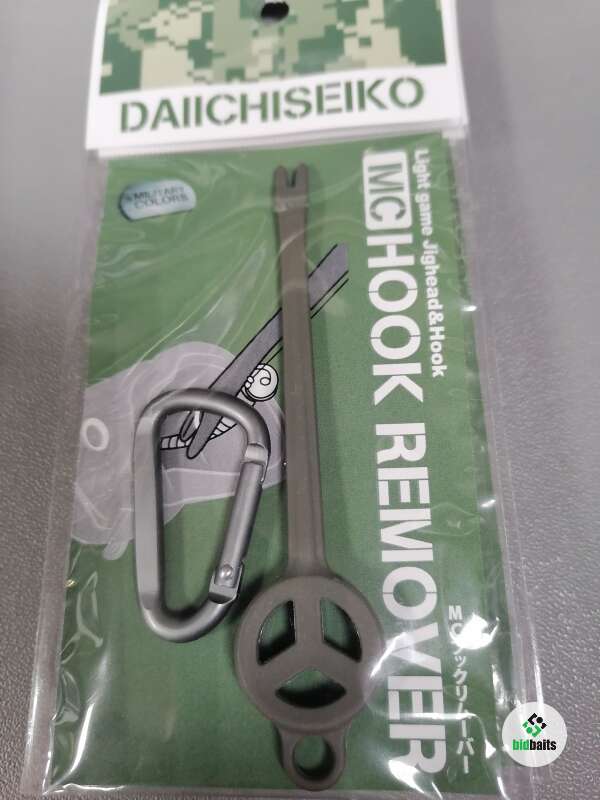 DAIICHISEIKO
MILITARY
COLORS
Light game Jighead&Hook
MC HOOK REMOVER
MCフックリムーバー
bidbaits